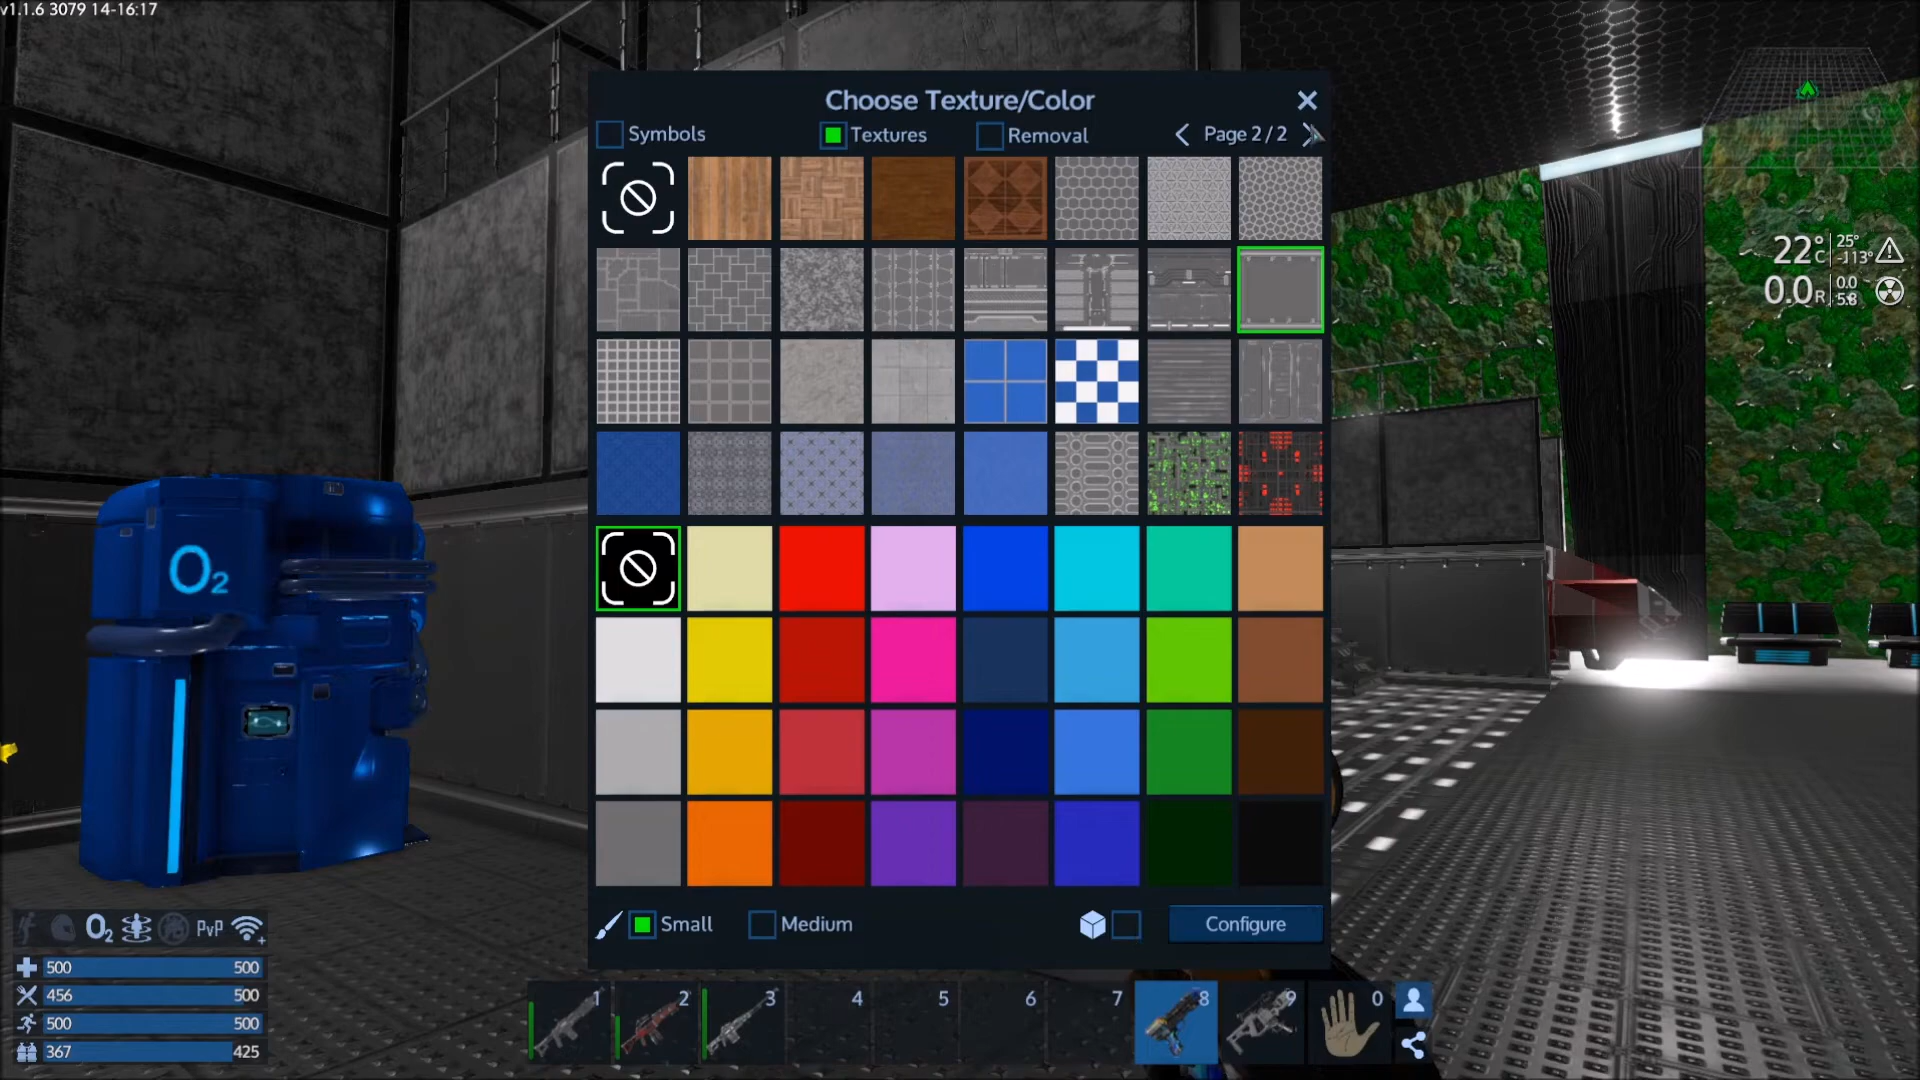 v1.1.6 3079 14-16:17
Choose Texture/Color
Symbols Textures Removal Page 2 / 2
22°C 25° -113°
0.0R 0.0 5.8
O2
Small Medium Configure
O2 PvP
500 500
456 500
500 500
367 425
1 2 3 4 5 6 7 8 9 0